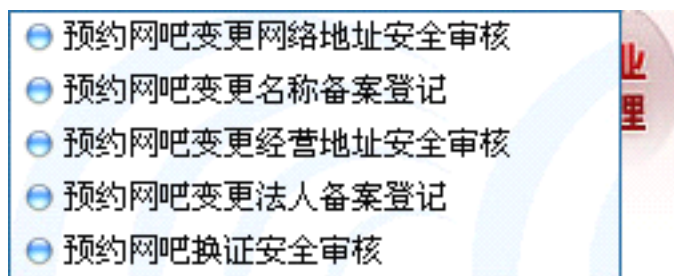 预约网吧变更网络地址安全审核
预约网吧变更名称备案登记
预约网吧变更经营地址安全审核
预约网吧变更法人备案登记
预约网吧换证安全审核
业
理